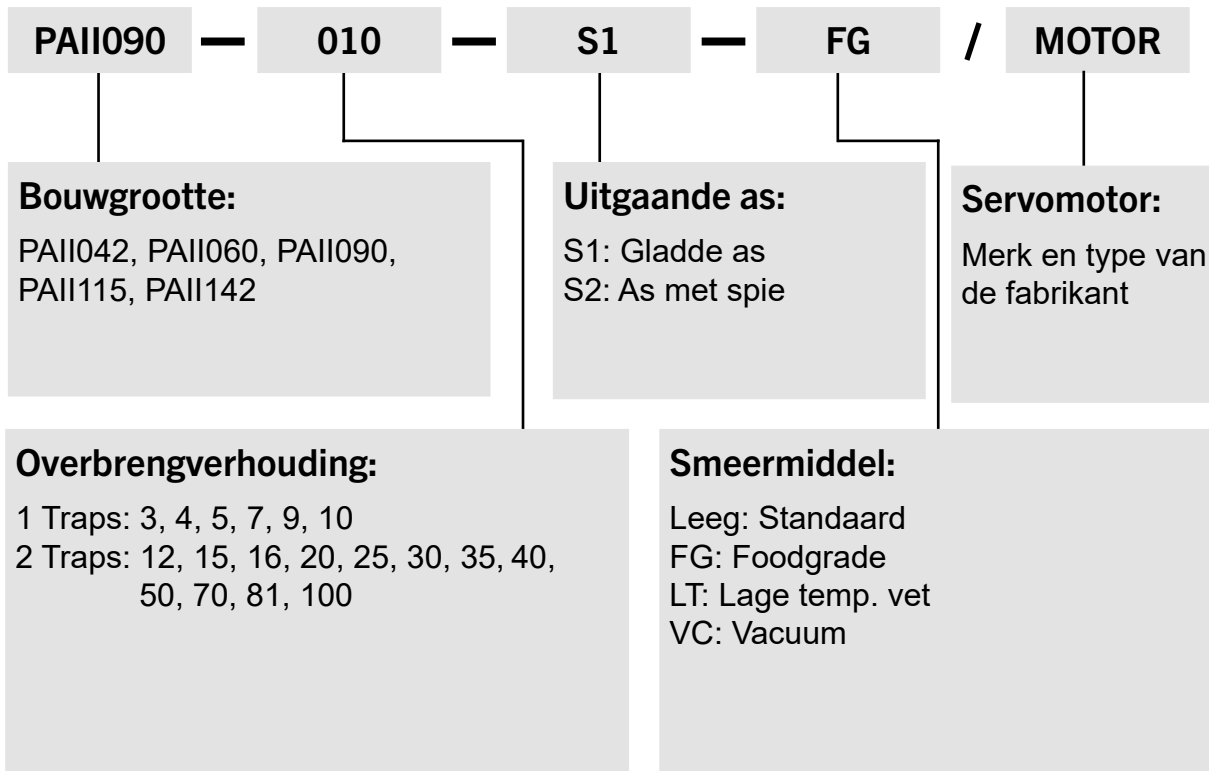 PAII090 — 010 — S1 — FG / MOTOR
Bouwgrootte:
PAII042, PAII060, PAII090,
PAII115, PAII142
Uitgaande as:
S1: Gladde as
S2: As met spie
Servomotor:
Merk en type van
de fabrikant
Overbrengverhouding:
1 Traps: 3, 4, 5, 7, 9, 10
2 Traps: 12, 15, 16, 20, 25, 30, 35, 40,
50, 70, 81, 100
Smeermiddel:
Leeg: Standaard
FG: Foodgrade
LT: Lage temp. vet
VC: Vacuum